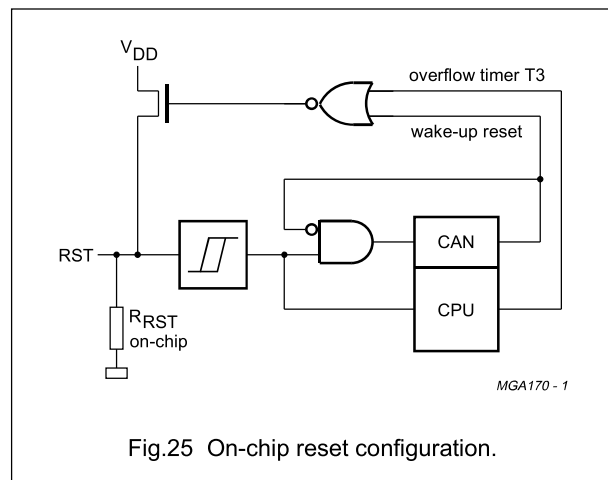 VDD
overflow timer T3
wake-up reset
RST
CAN
CPU
RRST
on-chip
MGA170 - 1
Fig.25 On-chip reset configuration.